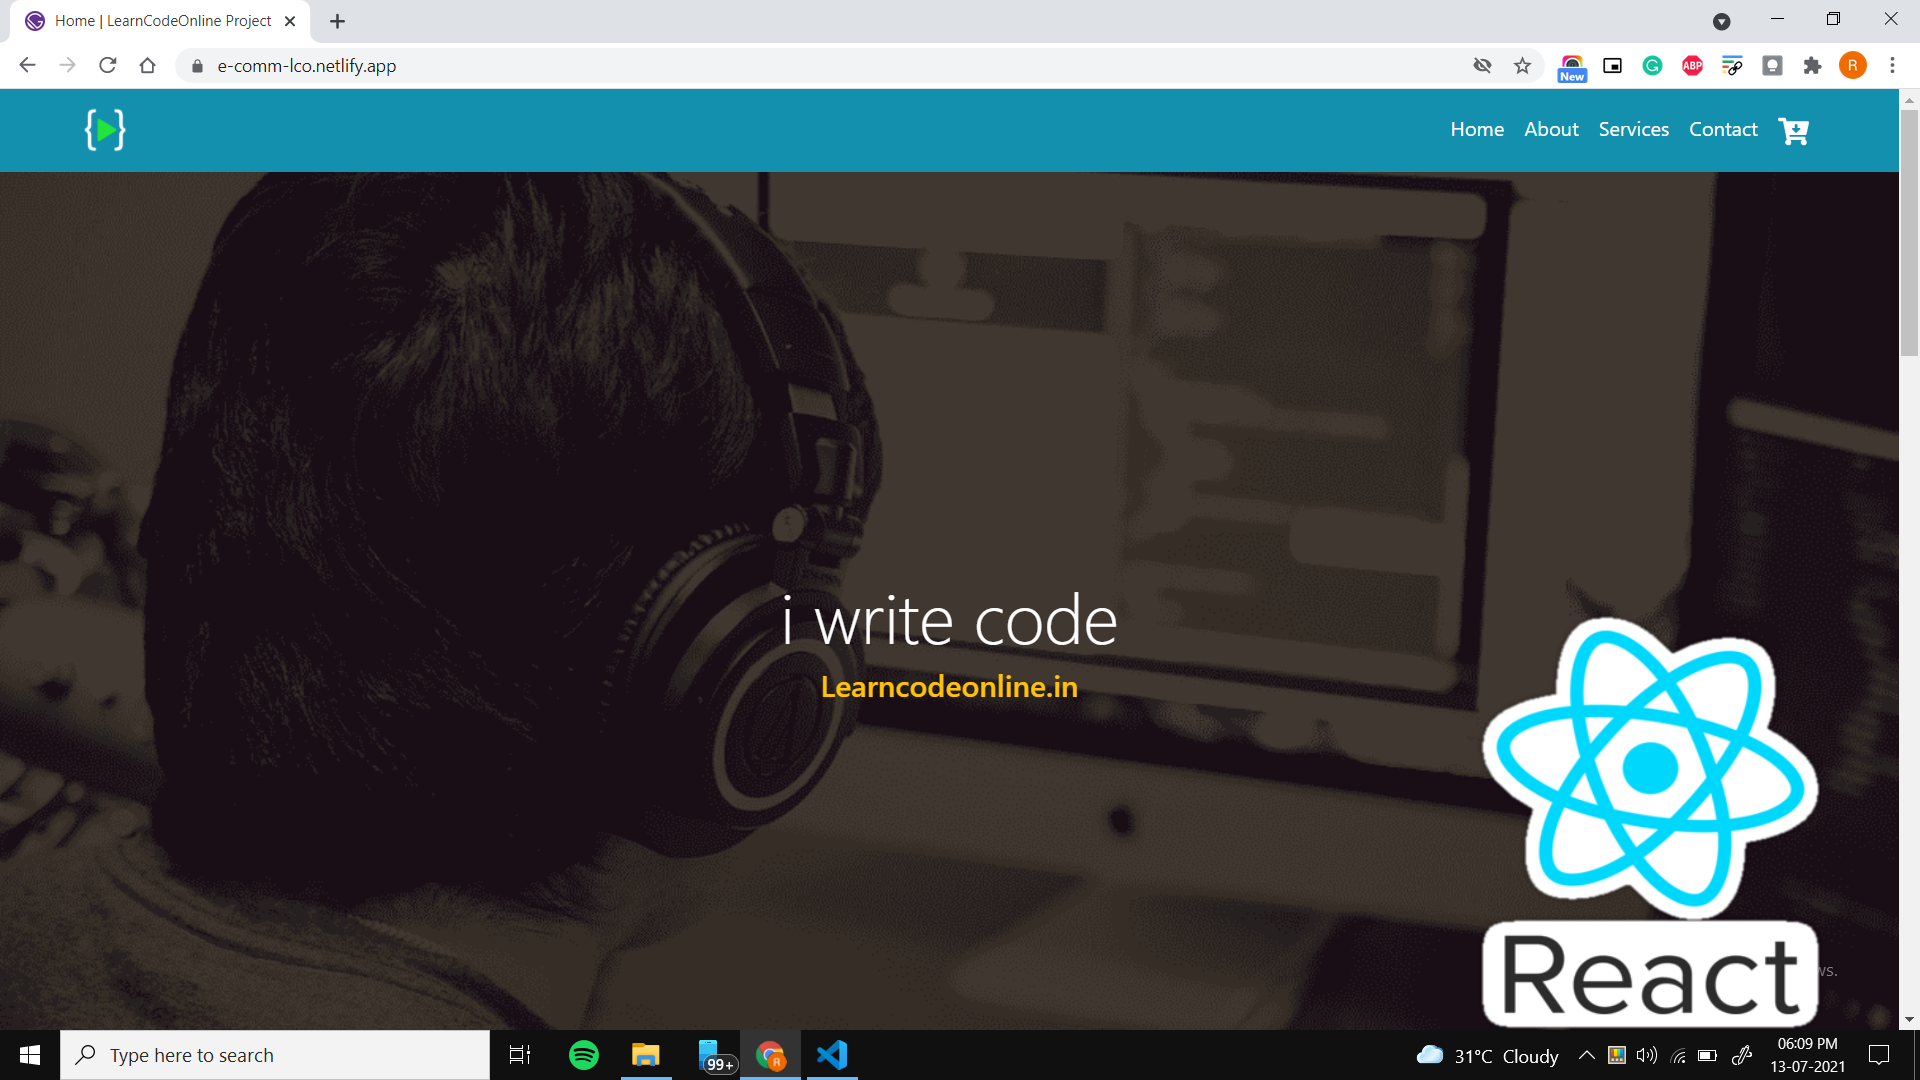 Home | LearnCodeOnline Project
e-comm-lco.netlify.app
New
ABP
R
Home About Services Contact
i write code
Learncodeonline.in
React
ws.
Type here to search
99+
R
31°C Cloudy
06:09 PM
13-07-2021